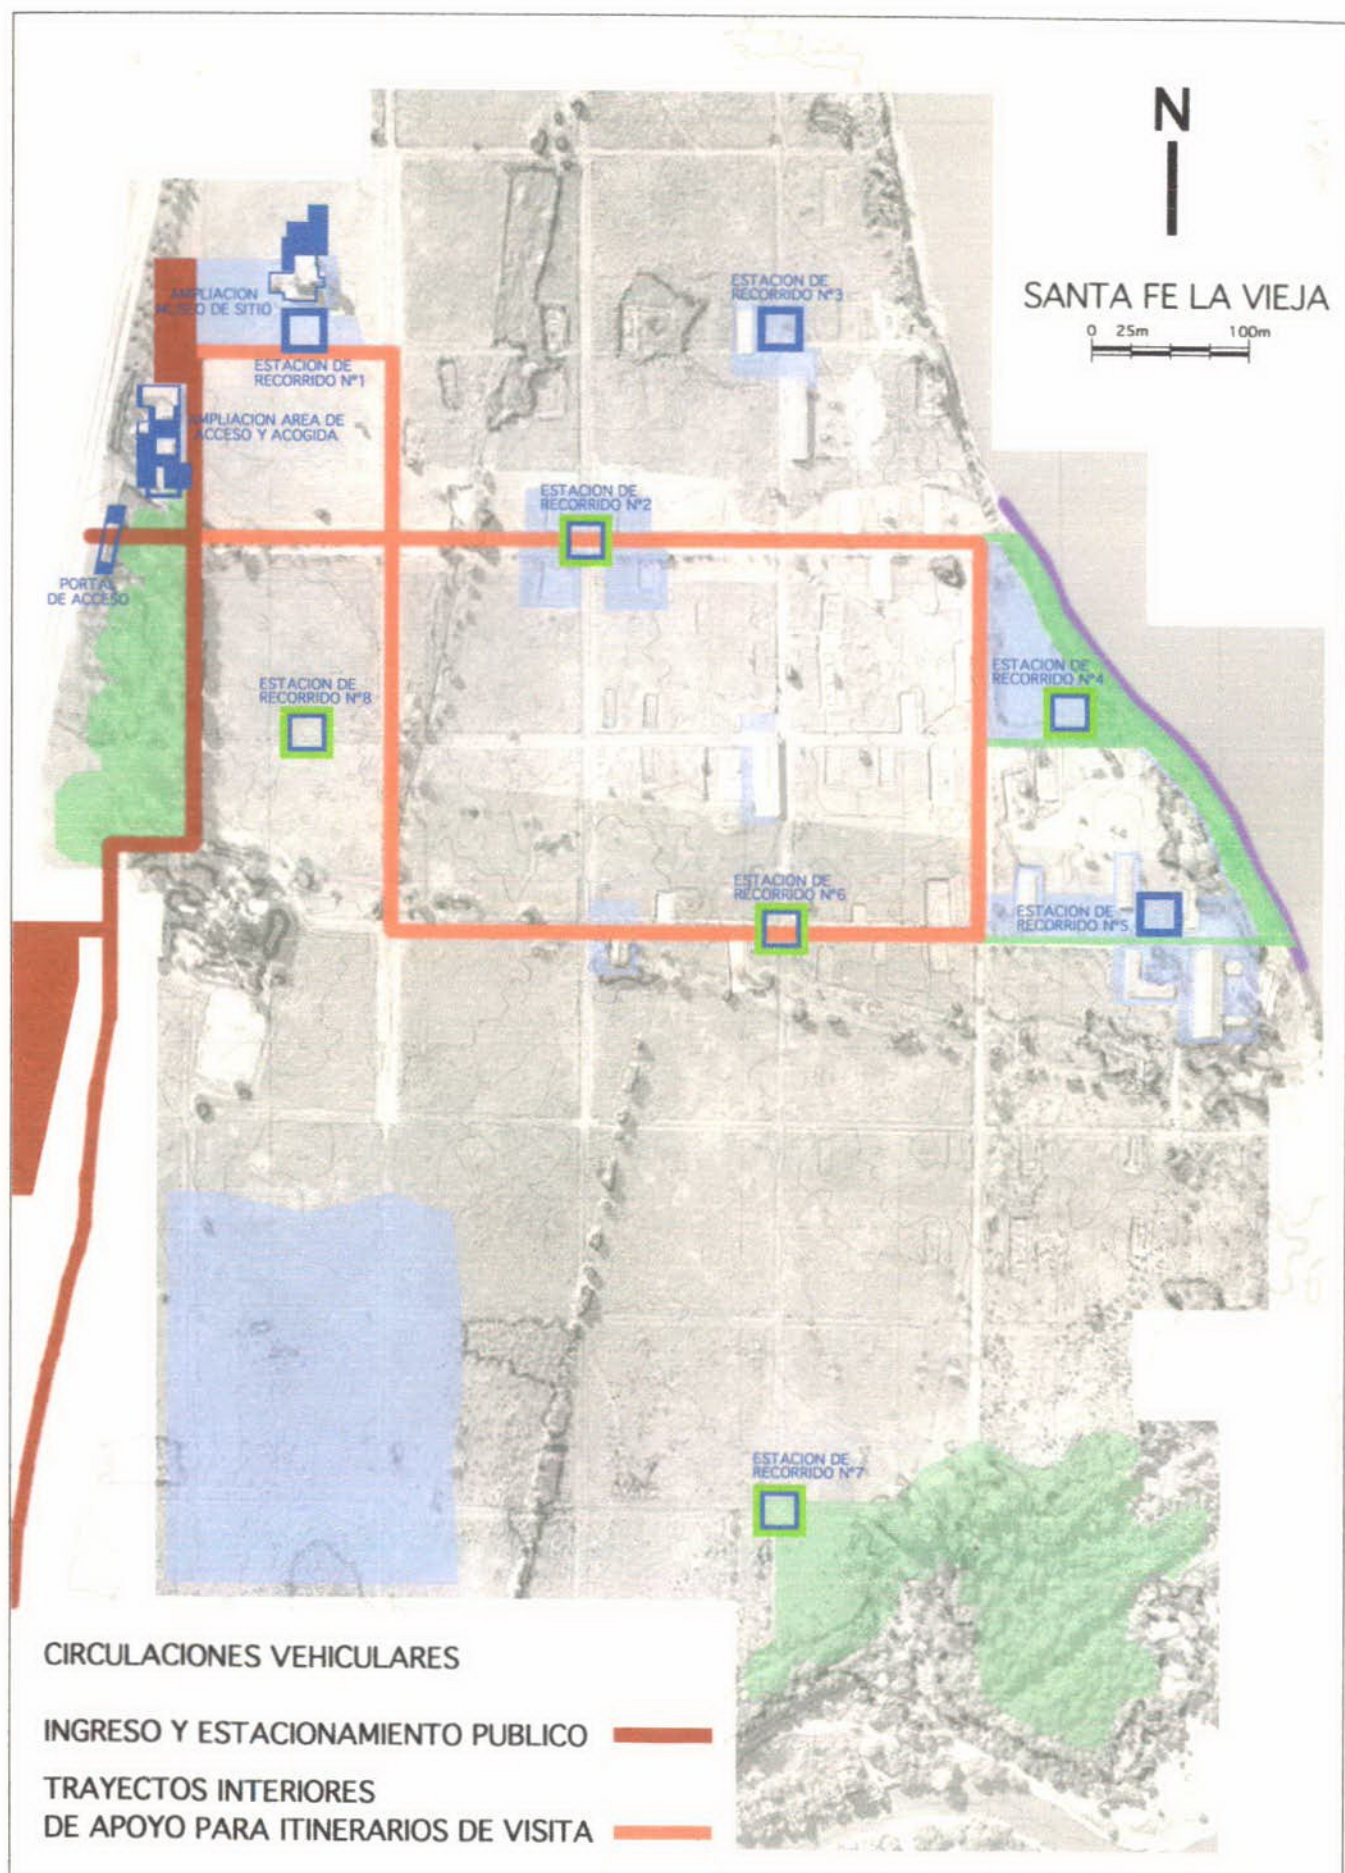 N
SANTA FE LA VIEJA
0 25m 100m
ESTACION DE
RECORRIDO Nº3
AMPLIACION
MUSEO DE SITIO
ESTACION DE
RECORRIDO Nº1
AMPLIACION AREA DE
ACCESO Y ACOGIDA
ESTACION DE
RECORRIDO Nº2
PORTAL
DE ACCESO
ESTACION DE
RECORRIDO Nº8
ESTACION DE
RECORRIDO Nº4
ESTACION DE
RECORRIDO Nº6
ESTACION DE
RECORRIDO Nº5
ESTACION DE
RECORRIDO Nº7
CIRCULACIONES VEHICULARES
INGRESO Y ESTACIONAMIENTO PUBLICO
TRAYECTOS INTERIORES
DE APOYO PARA ITINERARIOS DE VISITA